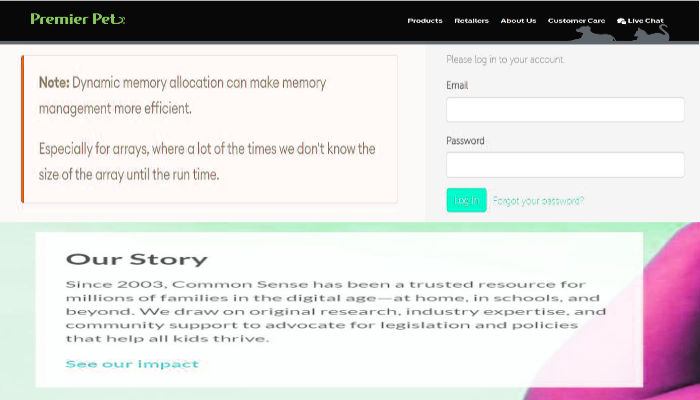 Premier Pet
Products Retailers About Us Customer Care Live Chat
Note: Dynamic memory allocation can make memory
management more efficient.
Especially for arrays, where a lot of the times we don't know the
size of the array until the run time.
Please log in to your account.
Email
Password
Log In Forgot your password?
Our Story
Since 2003, Common Sense has been a trusted resource for
millions of families in the digital age—at home, in schools, and
beyond. We draw on original research, industry expertise, and
community support to advocate for legislation and policies
that help all kids thrive.
See our impact